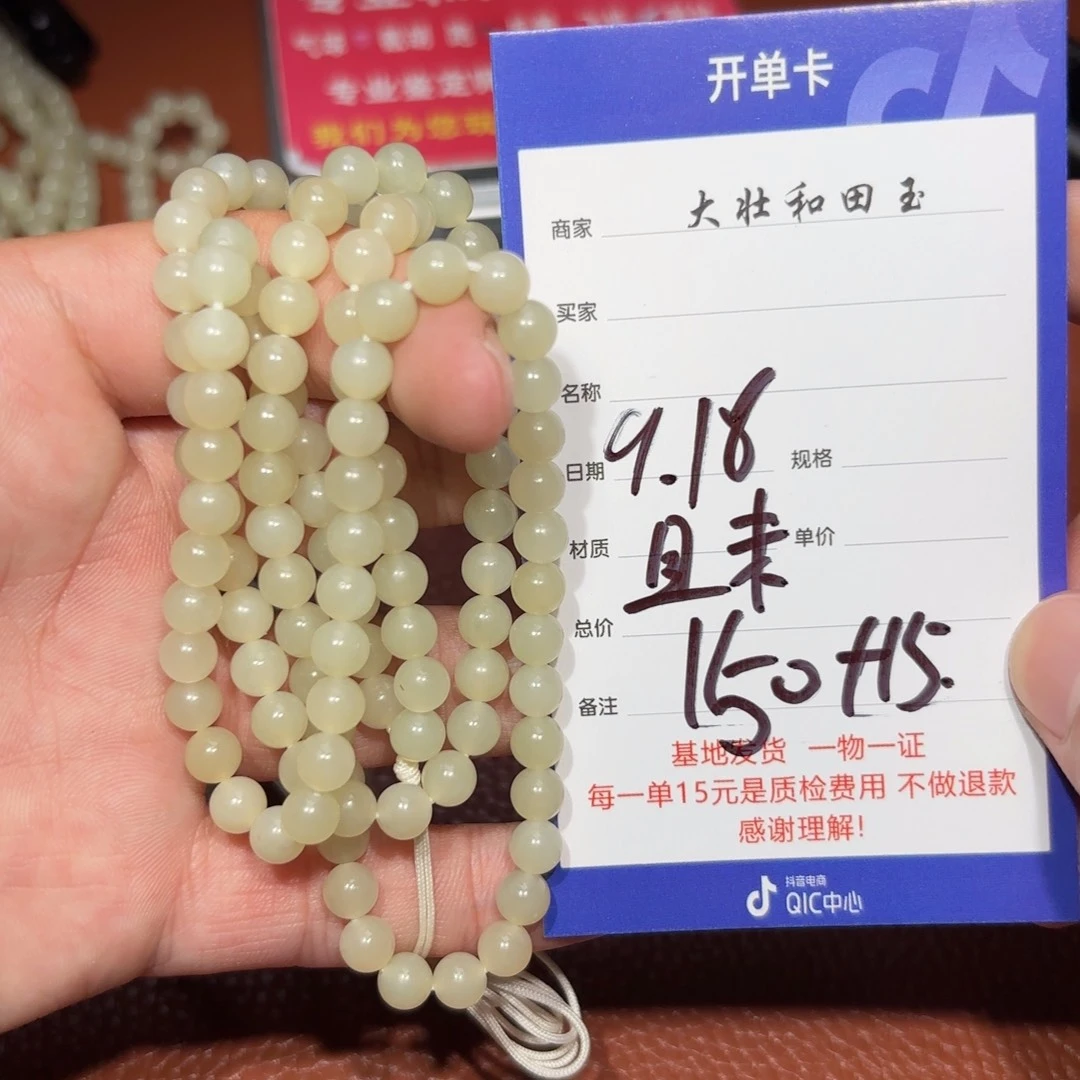 专业鉴定
我们为您
开单卡
商家 大壮和田玉
买家
名称
日期 9.18 规格
材质 且末 单价
总价
备注 150 H5.
基地发货 一物一证
每一单15元是质检费用 不做退款
感谢理解!
抖音电商
QIC中心